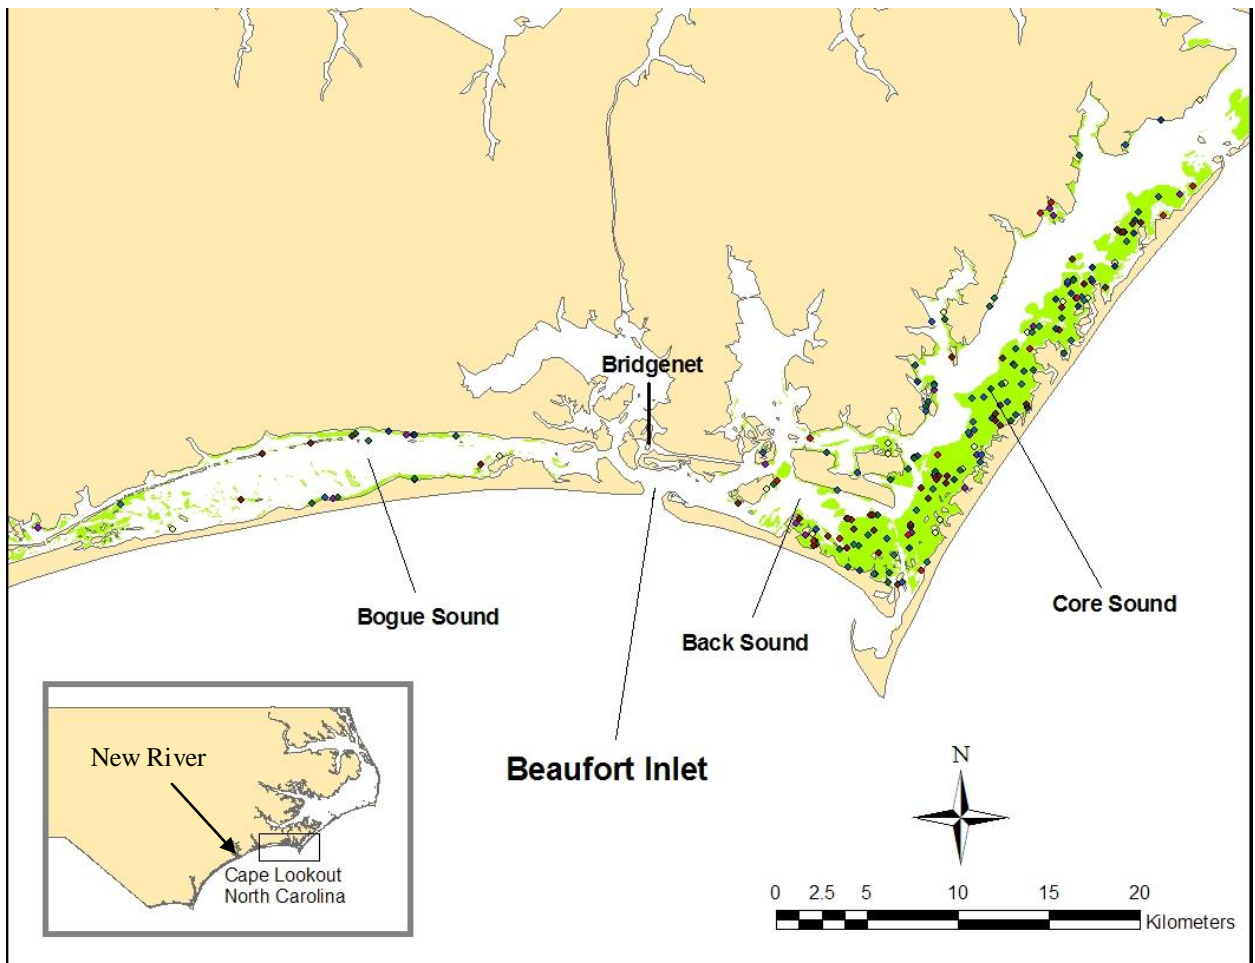 Bridgenet
Bogue Sound
Back Sound
Core Sound
Beaufort Inlet
New River
Cape Lookout
North Carolina
N
0 2.5 5 10 15 20
Kilometers